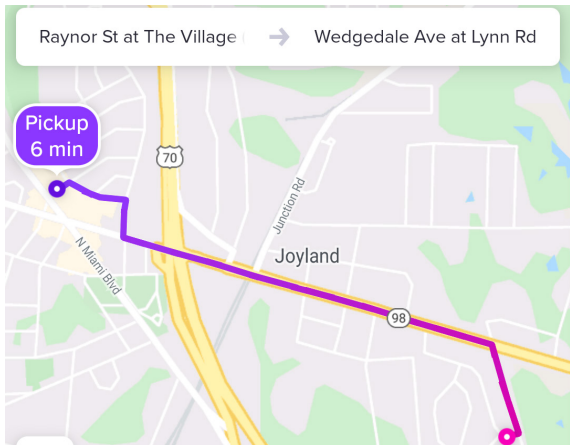 Raynor St at The Village
Wedgedale Ave at Lynn Rd
Pickup
6 min
70
Junction Rd
Joyland
N Miami Blvd
98